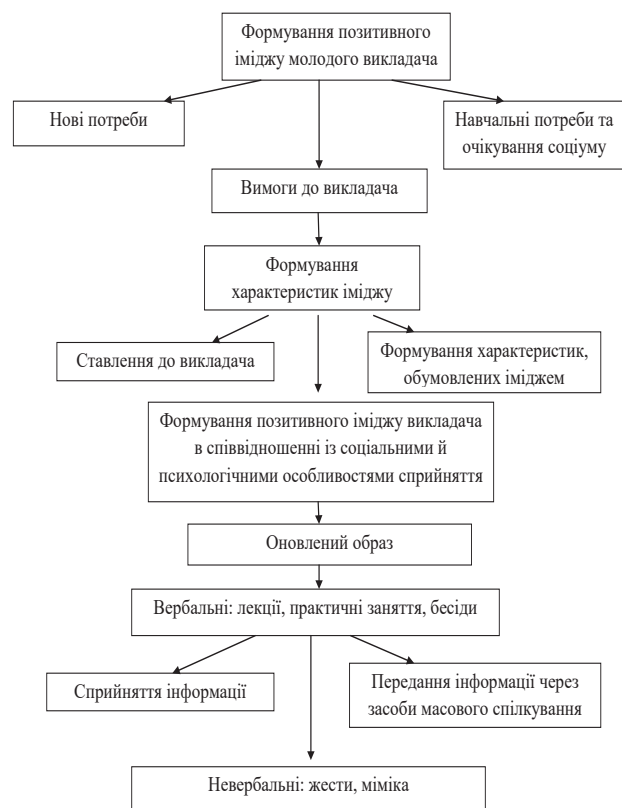 Формування позитивного
іміджу молодого викладача
Нові потреби
Навчальні потреби та
очікування соціуму
Вимоги до викладача
Формування
характеристик іміджу
Ставлення до викладача
Формування характеристик,
обумовлених іміджем
Формування позитивного іміджу викладача
в співвідношенні із соціальними й
психологічними особливостями сприйняття
Оновлений образ
Вербальні: лекції, практичні заняття, бесіди
Сприйняття інформації
Передання інформації через
засоби масового спілкування
Невербальні: жести, міміка